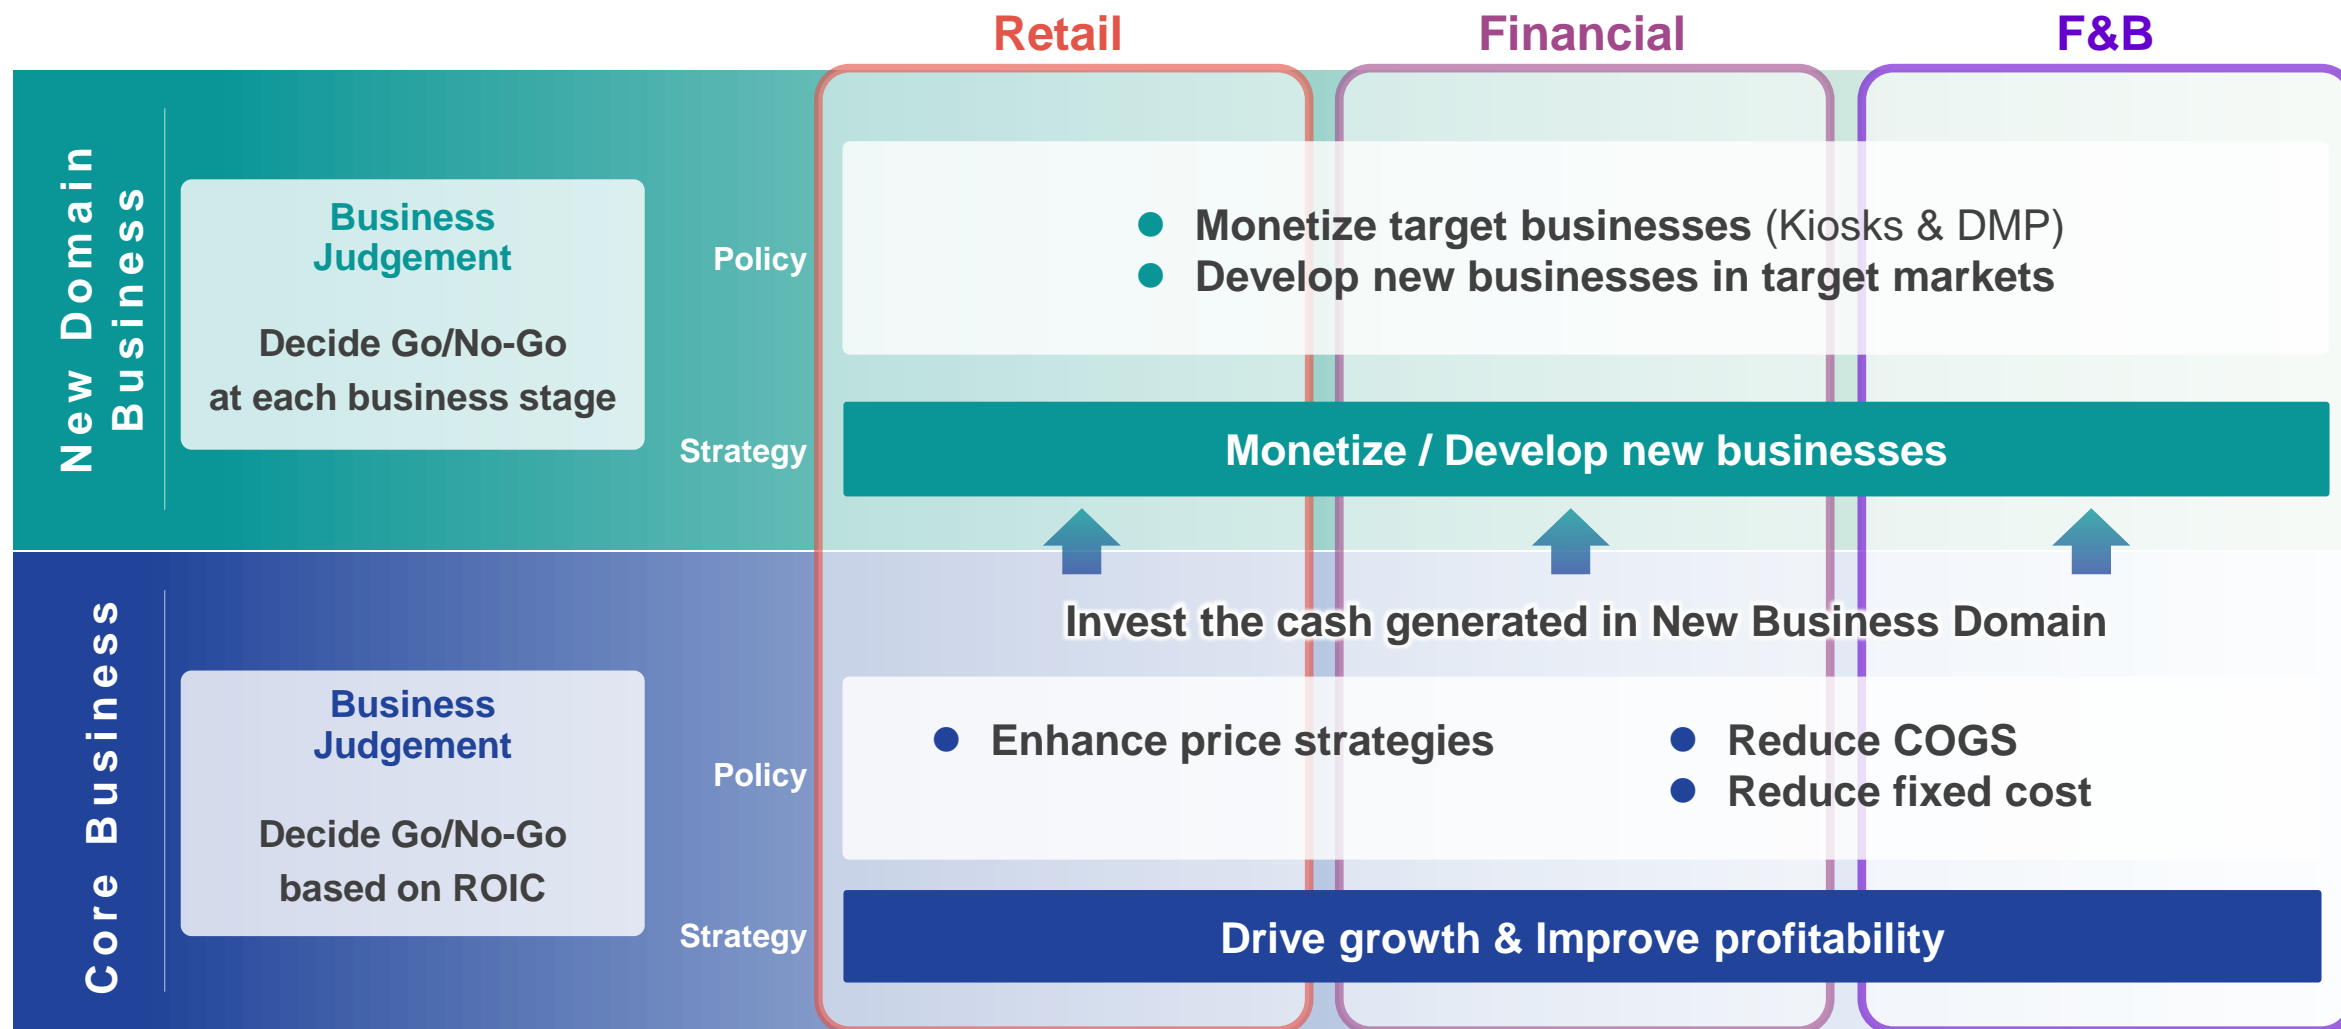 Retail
Financial
F&B
New Domain
Business
Business
Judgement
Decide Go/No-Go
at each business stage
Policy
● Monetize target businesses (Kiosks & DMP)
● Develop new businesses in target markets
Strategy
Monetize / Develop new businesses
Invest the cash generated in New Business Domain
Core Business
Business
Judgement
Decide Go/No-Go
based on ROIC
Policy
● Enhance price strategies
● Reduce COGS
● Reduce fixed cost
Strategy
Drive growth & Improve profitability